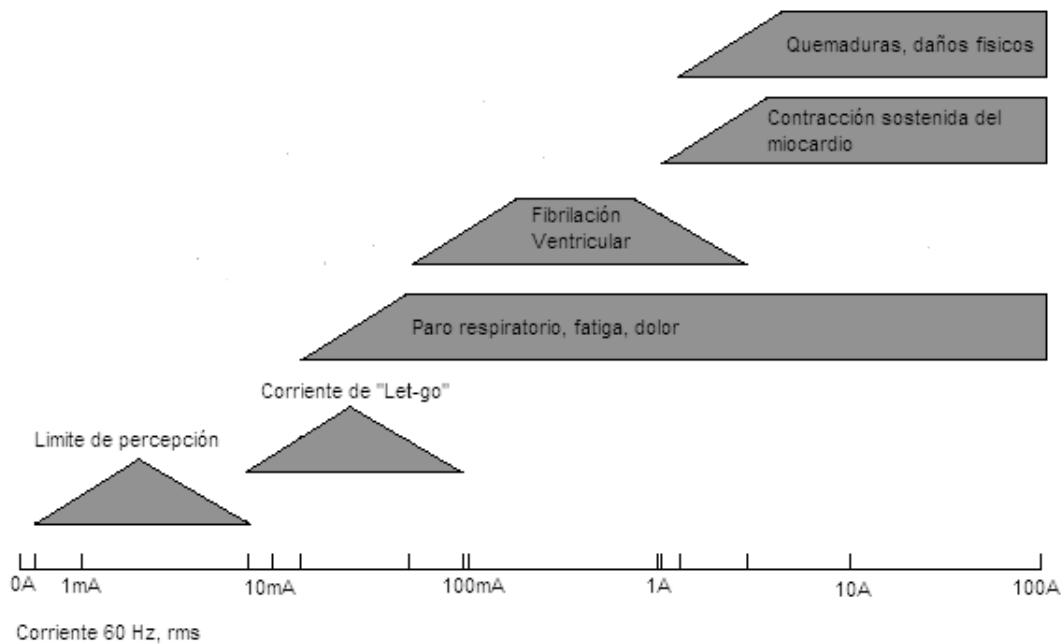 Quemaduras, daños fisicos
Contracción sostenida del
miocardio
Fibrilación
Ventricular
Paro respiratorio, fatiga, dolor
Corriente de "Let-go"
Limite de percepción
0A 1mA 10mA 100mA 1A 10A 100A
Corriente 60 Hz, rms